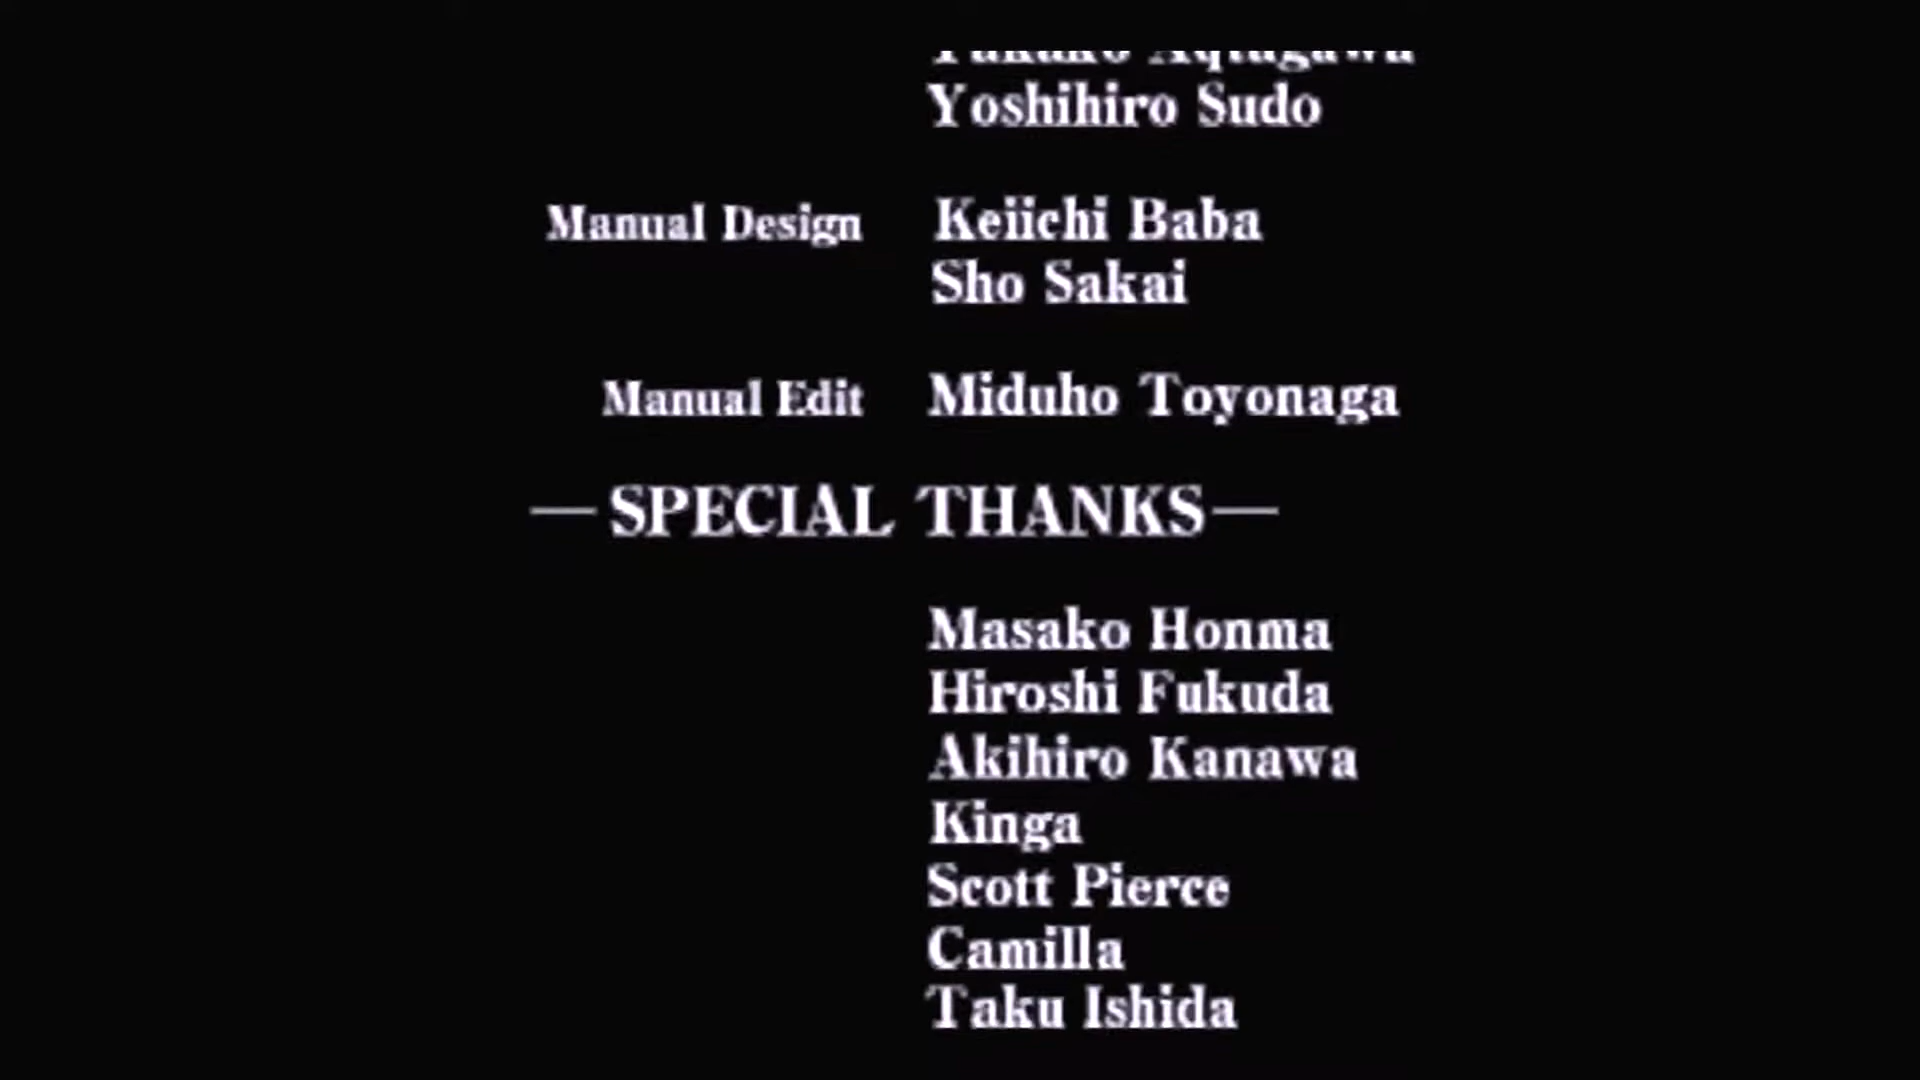 Yoshihiro Sudo
Manual Design Keiichi Baba
Sho Sakai
Manual Edit Miduho Toyonaga
—SPECIAL THANKS—
Masako Honma
Hiroshi Fukuda
Akihiro Kanawa
Kinga
Scott Pierce
Camilla
Taku Ishida